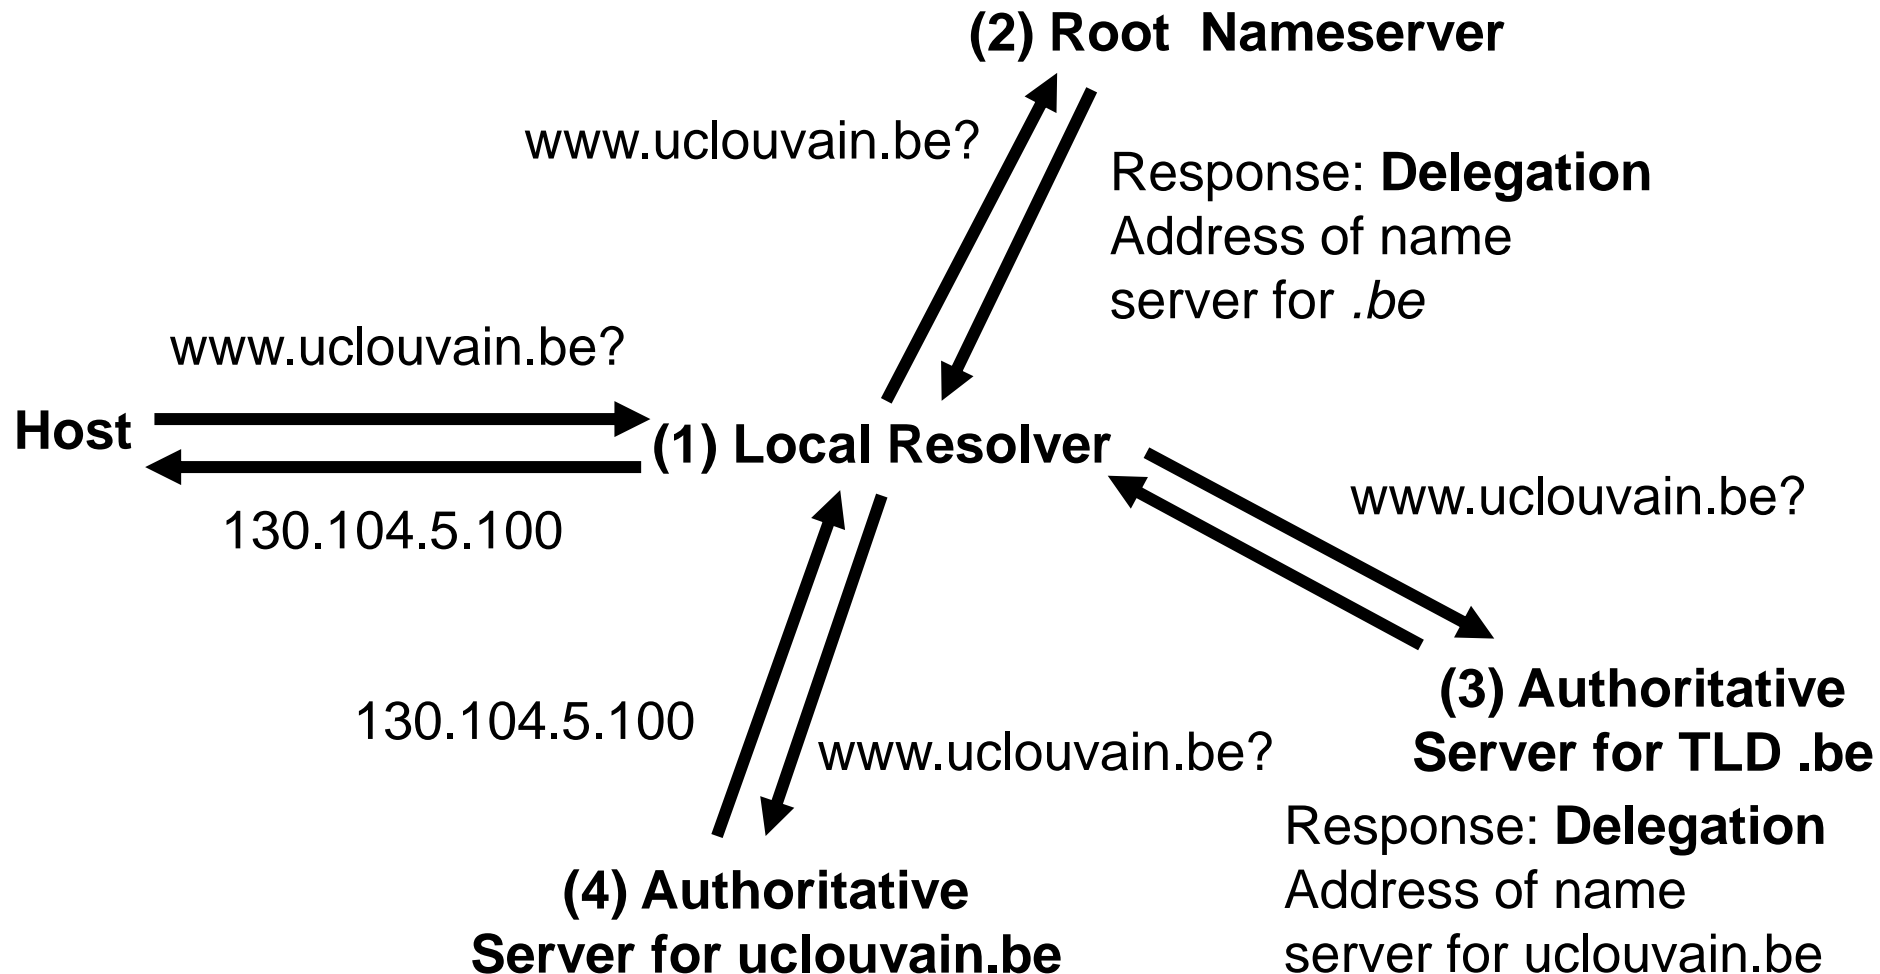 (2) Root Nameserver
www.uclouvain.be?
Response: Delegation
Address of name
server for .be
www.uclouvain.be?
Host
(1) Local Resolver
130.104.5.100
www.uclouvain.be?
130.104.5.100
www.uclouvain.be?
(3) Authoritative
Server for TLD .be
Response: Delegation
Address of name
server for uclouvain.be
(4) Authoritative
Server for uclouvain.be